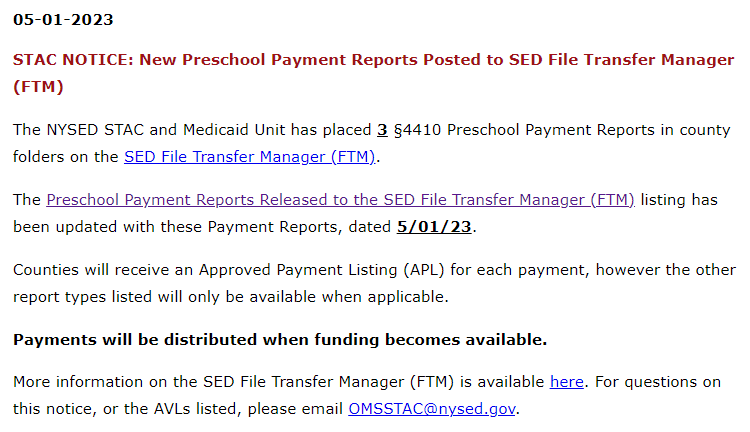 05-01-2023
STAC NOTICE: New Preschool Payment Reports Posted to SED File Transfer Manager
(FTM)
The NYSED STAC and Medicaid Unit has placed 3 §4410 Preschool Payment Reports in county
folders on the SED File Transfer Manager (FTM).
The Preschool Payment Reports Released to the SED File Transfer Manager (FTM) listing has
been updated with these Payment Reports, dated 5/01/23.
Counties will receive an Approved Payment Listing (APL) for each payment, however the other
report types listed will only be available when applicable.
Payments will be distributed when funding becomes available.
More information on the SED File Transfer Manager (FTM) is available here. For questions on
this notice, or the AVLs listed, please email OMSSTAC@nysed.gov.